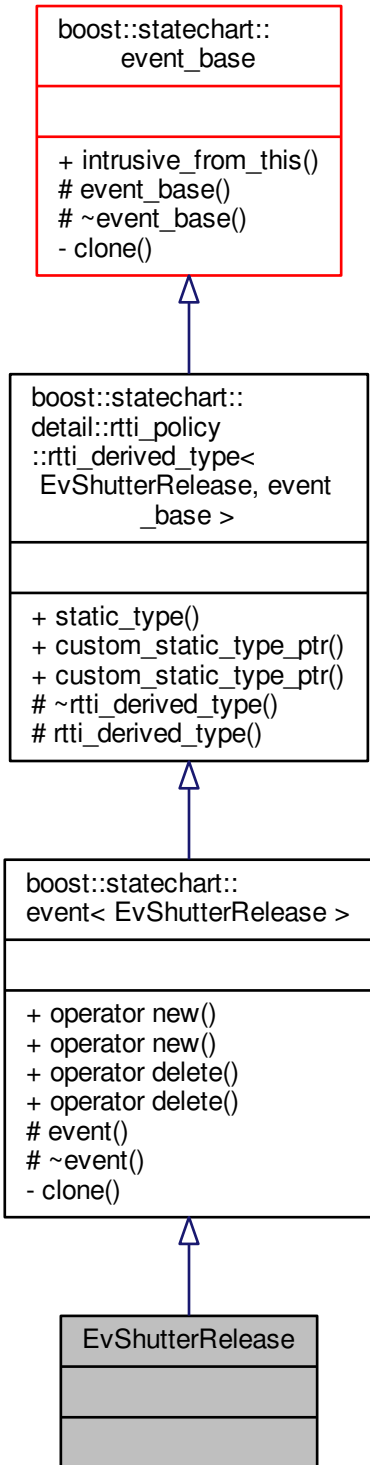 boost::statechart::
event_base
+ intrusive_from_this()
# event_base()
# ~event_base()
- clone()
boost::statechart::
detail::rtti_policy
::rtti_derived_type<
EvShutterRelease, event
_base >
+ static_type()
+ custom_static_type_ptr()
+ custom_static_type_ptr()
# ~rtti_derived_type()
# rtti_derived_type()
boost::statechart::
event< EvShutterRelease >
+ operator new()
+ operator new()
+ operator delete()
+ operator delete()
# event()
# ~event()
- clone()
EvShutterRelease